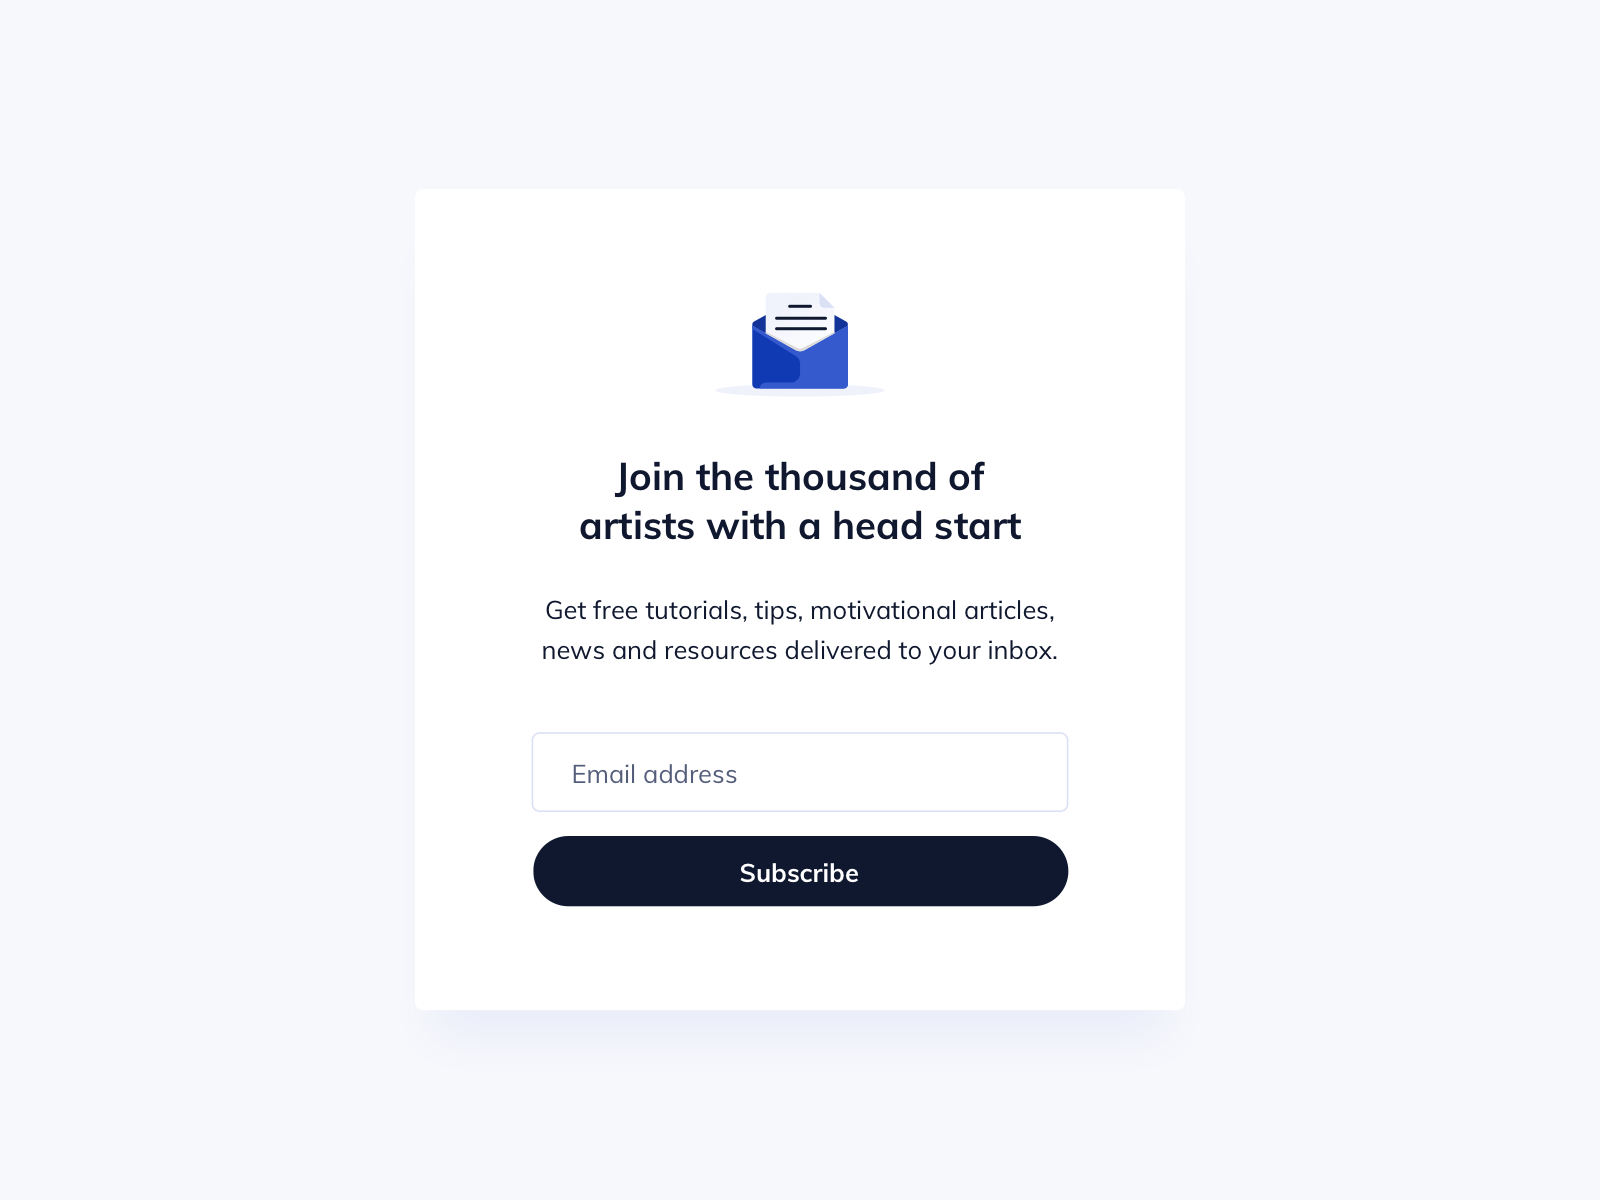 Join the thousand of
artists with a head start
Get free tutorials, tips, motivational articles,
news and resources delivered to your inbox.
Email address
Subscribe